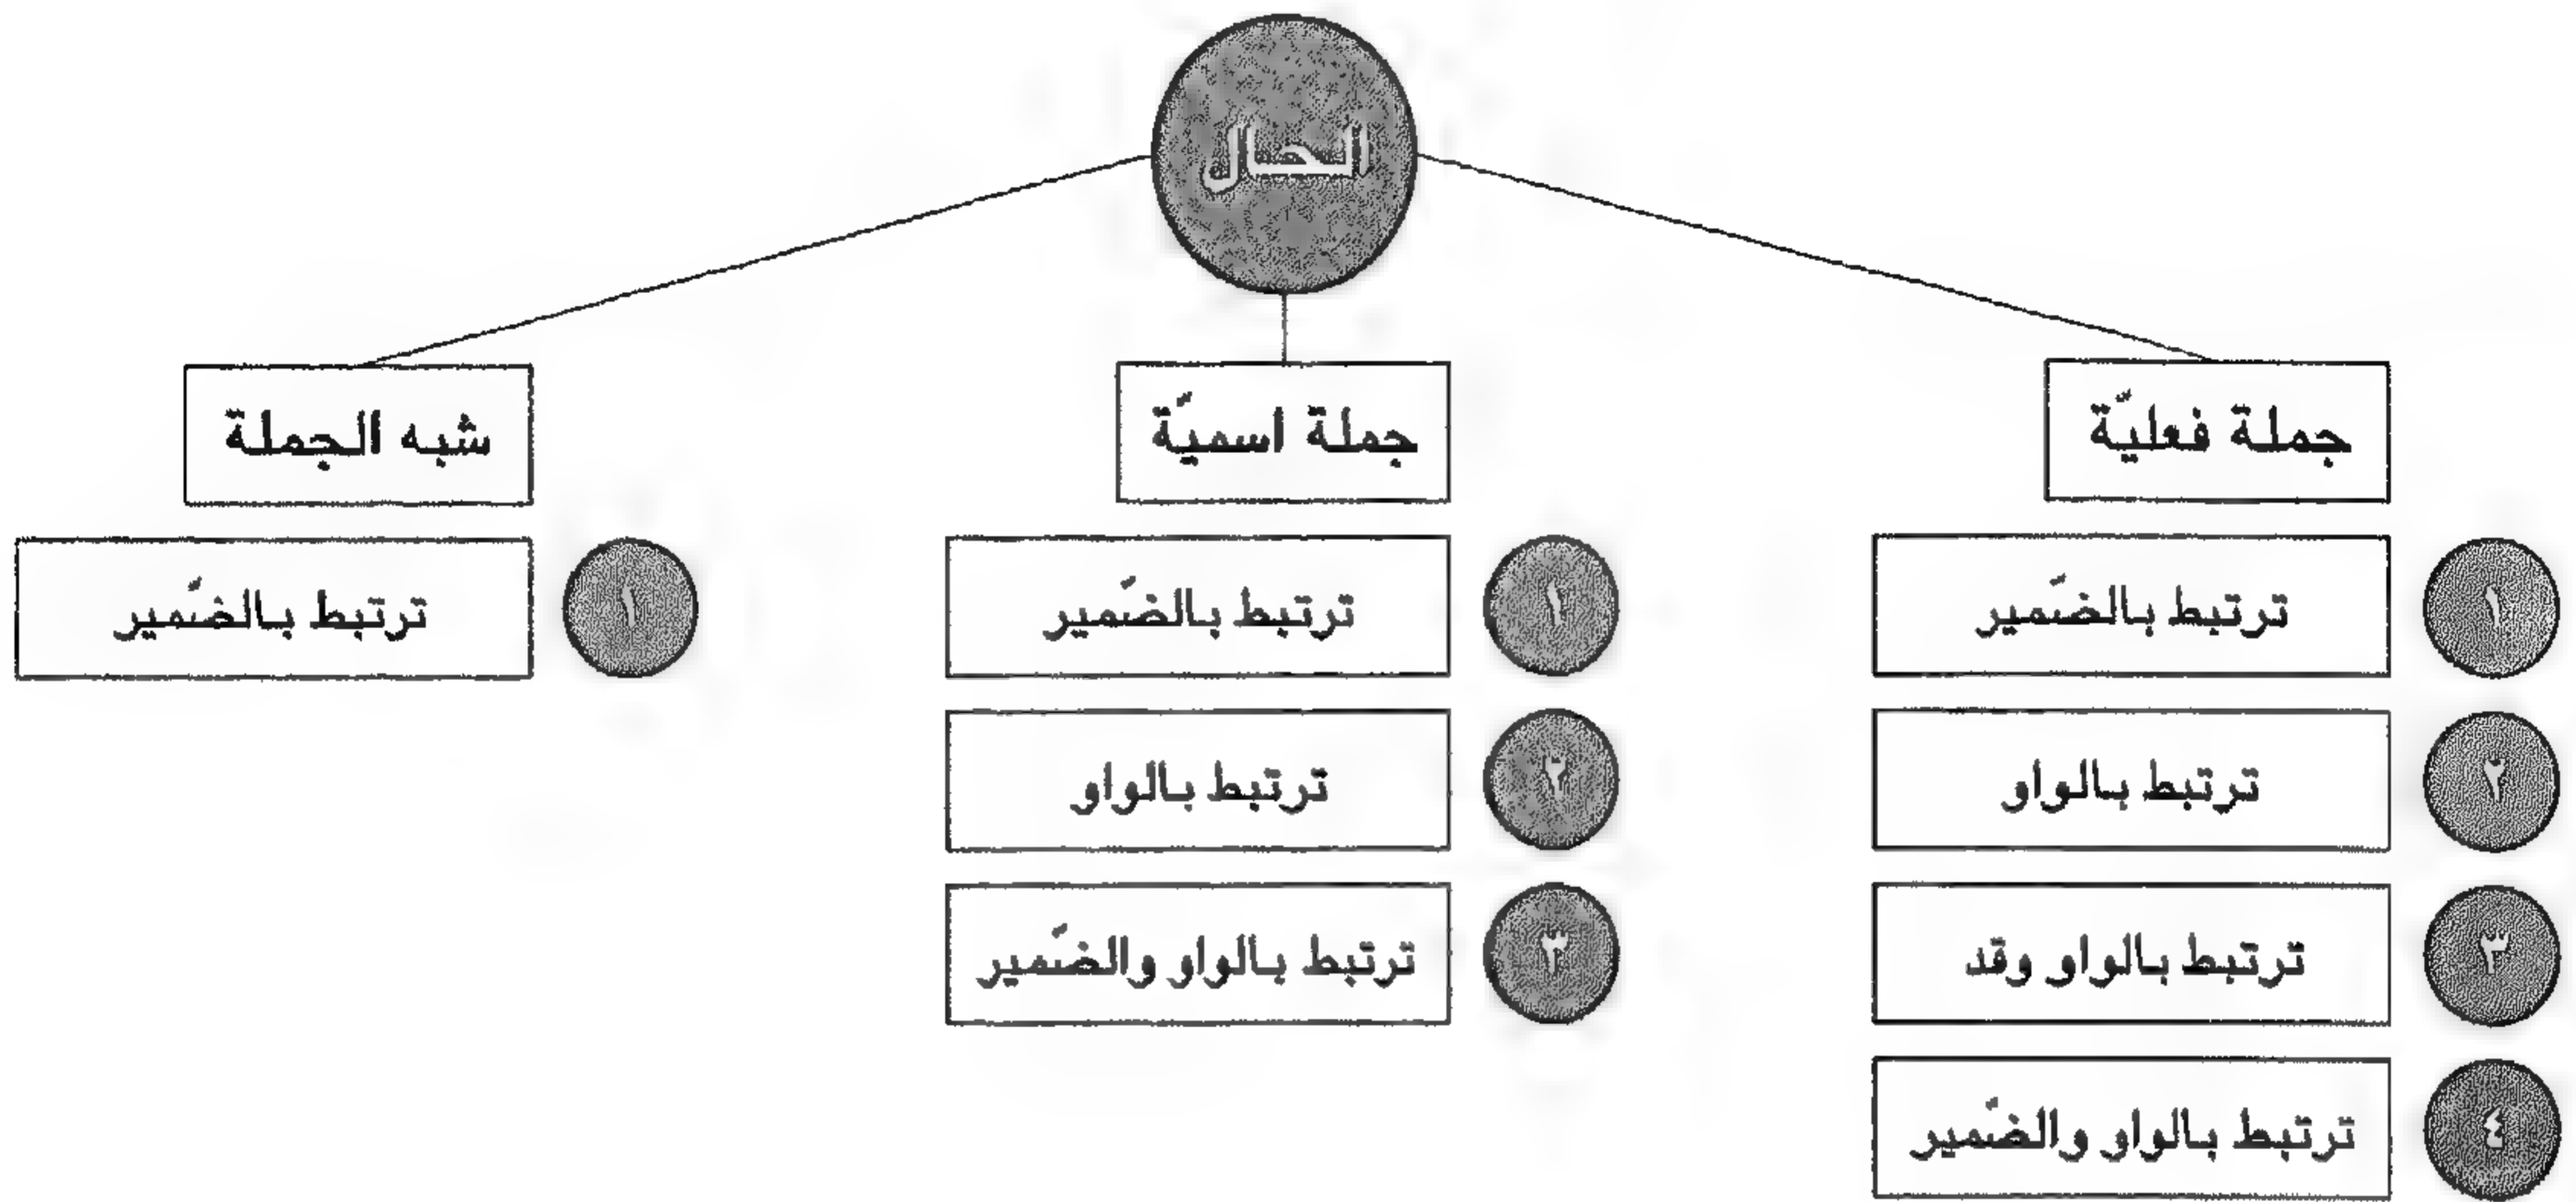 الحال
جملة فعليّة
١ ترتبط بالضّمير
٢ ترتبط بالواو
٣ ترتبط بالواو وقد
٤ ترتبط بالواو والضّمير
جملة اسميّة
١ ترتبط بالضّمير
٢ ترتبط بالواو
٣ ترتبط بالواو والضّمير
شبه الجملة
١ ترتبط بالضّمير